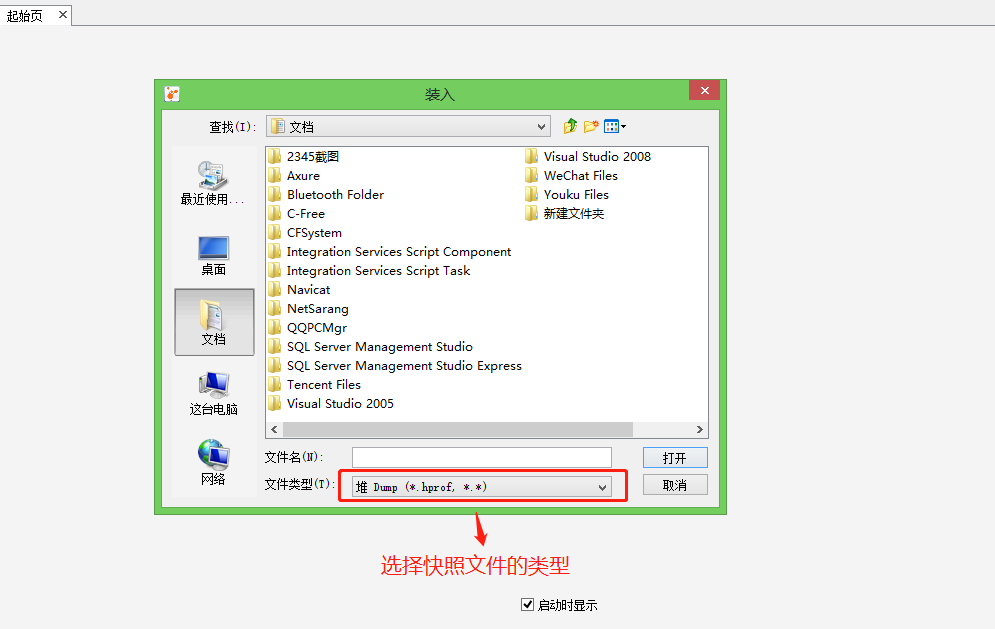 起始页
装入
查找(I):
文档
最近使用...
桌面
文档
这台电脑
网络
2345截图
Axure
Bluetooth Folder
C-Free
CFSystem
Integration Services Script Component
Integration Services Script Task
Navicat
NetSarang
QQPCMgr
SQL Server Management Studio
SQL Server Management Studio Express
Tencent Files
Visual Studio 2005
Visual Studio 2008
WeChat Files
Youku Files
新建文件夹
文件名(N):
打开
文件类型(T):
堆 Dump (*.hprof, *.*)
取消
选择快照文件的类型
启动时显示